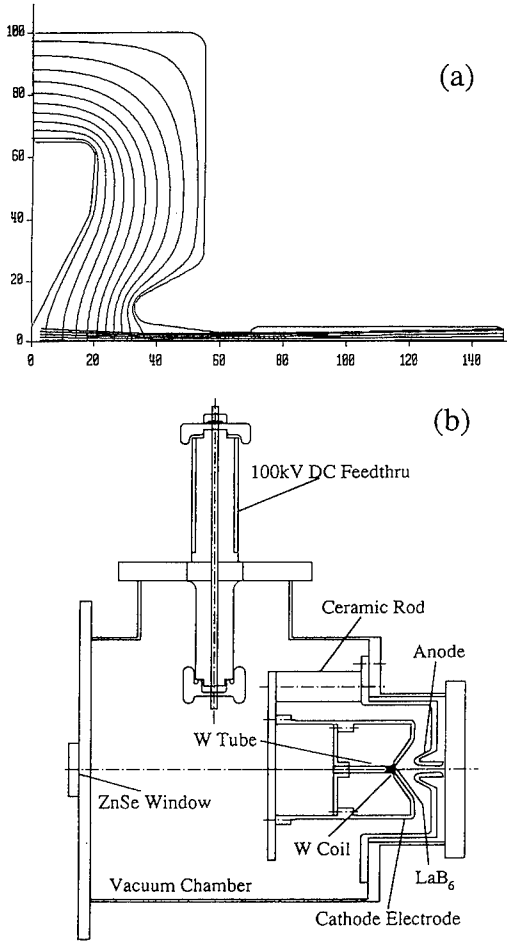 (a)
100
80
60
40
20
0
0 20 40 60 80 100 120 140
(b)
100kV DC Feedthru
Ceramic Rod
Anode
W Tube
ZnSe Window
W Coil
LaB₆
Vacuum Chamber
Cathode Electrode